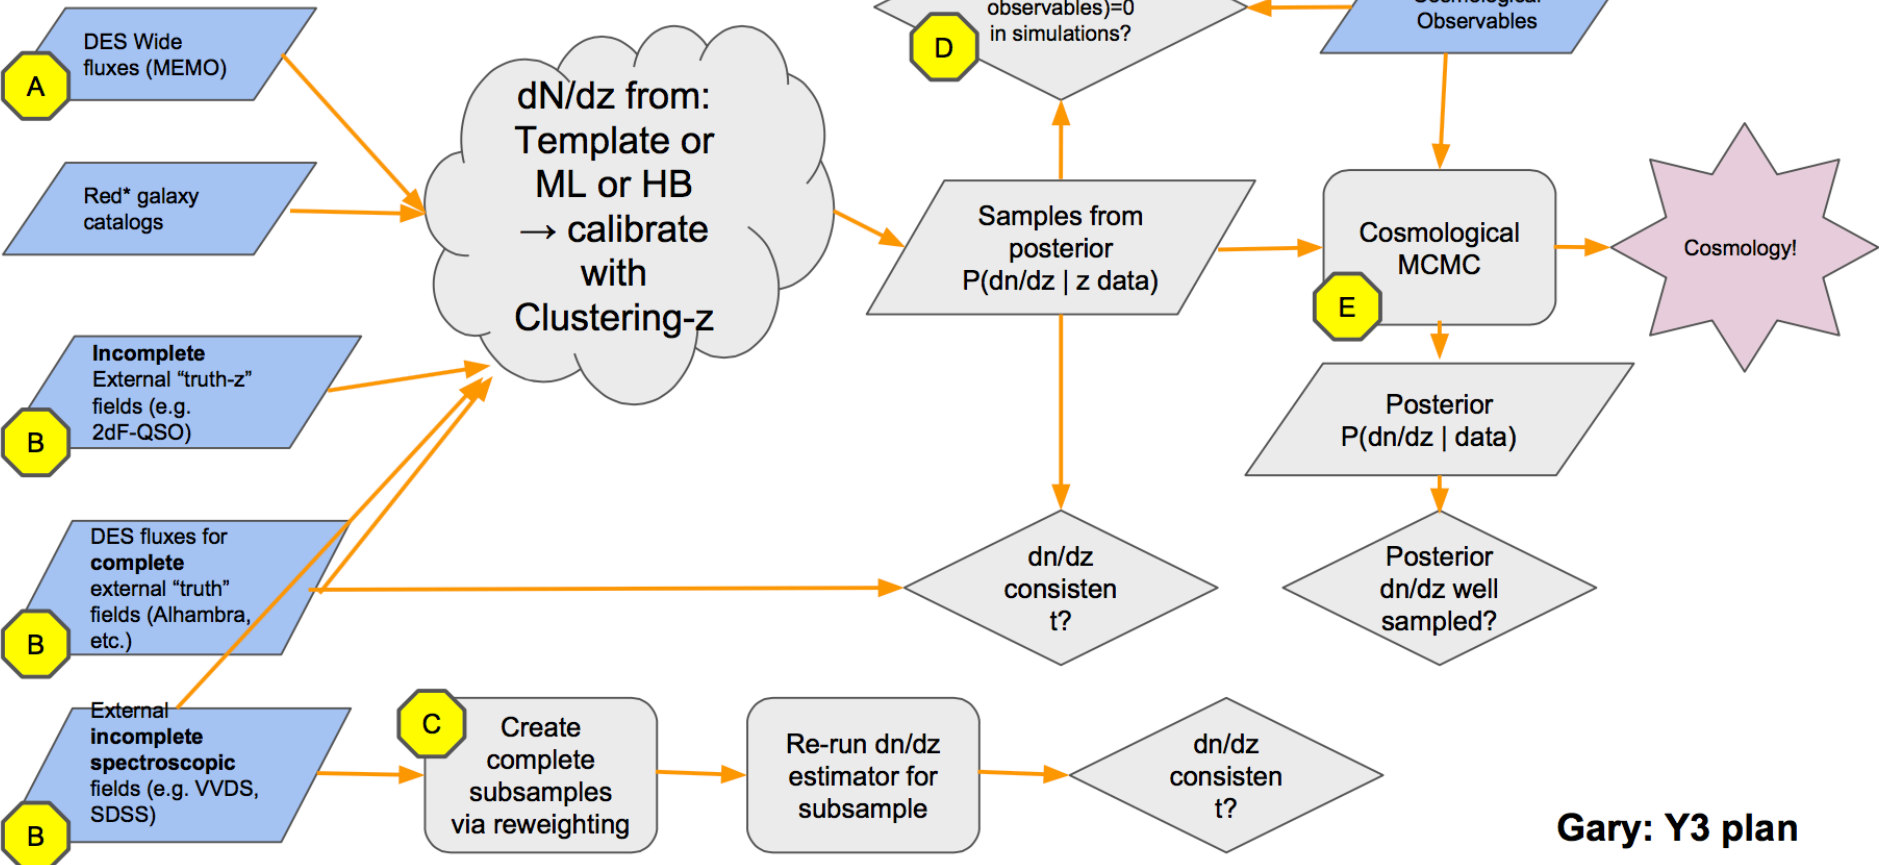 DES Wide
fluxes (MEMO)
A
Red* galaxy
catalogs
Incomplete
External “truth-z”
fields (e.g.
2dF-QSO)
B
DES fluxes for
complete
external “truth”
fields (Alhambra,
etc.)
B
External
incomplete
spectroscopic
fields (e.g. VVDS,
SDSS)
B
dN/dz from:
Template or
ML or HB
→ calibrate
with
Clustering-z
C
Create
complete
subsamples
via reweighting
Re-run dn/dz
estimator for
subsample
dn/dz
consisten
t?
observables)=0
in simulations?
D
Samples from
posterior
P(dn/dz | z data)
dn/dz
consisten
t?
Cosmological
Observables
Cosmological
MCMC
E
Cosmology!
Posterior
P(dn/dz | data)
Posterior
dn/dz well
sampled?
Gary: Y3 plan